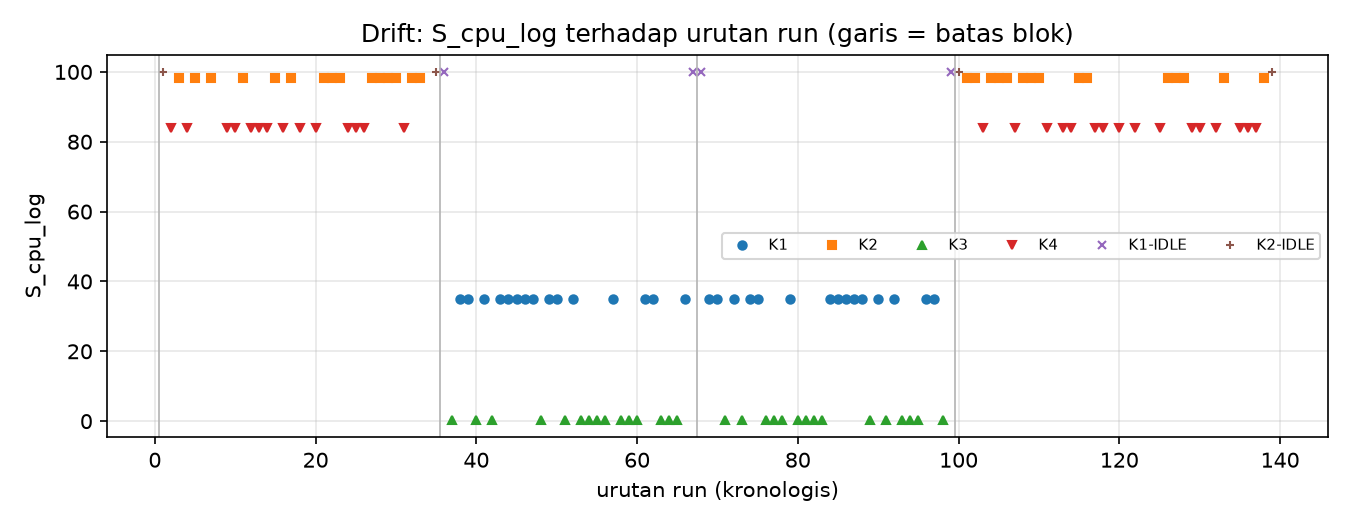 Drift: S_cpu_log terhadap urutan run (garis = batas blok)
S_cpu_log
100
80
60
40
20
0
K1 K2 K3 K4 K1-IDLE K2-IDLE
0 20 40 60 80 100 120 140
urutan run (kronologis)